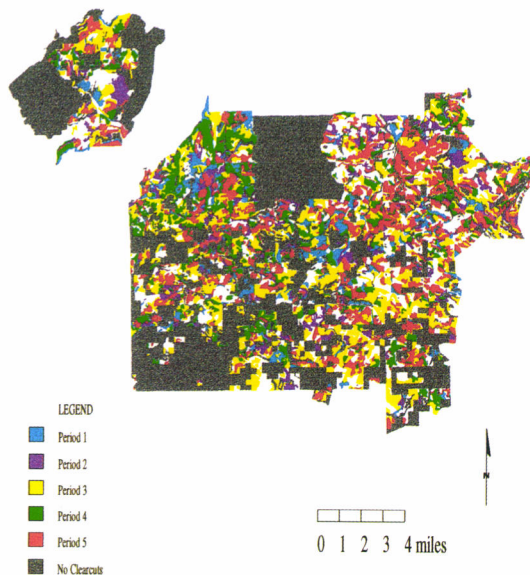 LEGEND
Period 1
Period 2
Period 3
Period 4
Period 5
No Clearcuts
N
0 1 2 3 4 miles